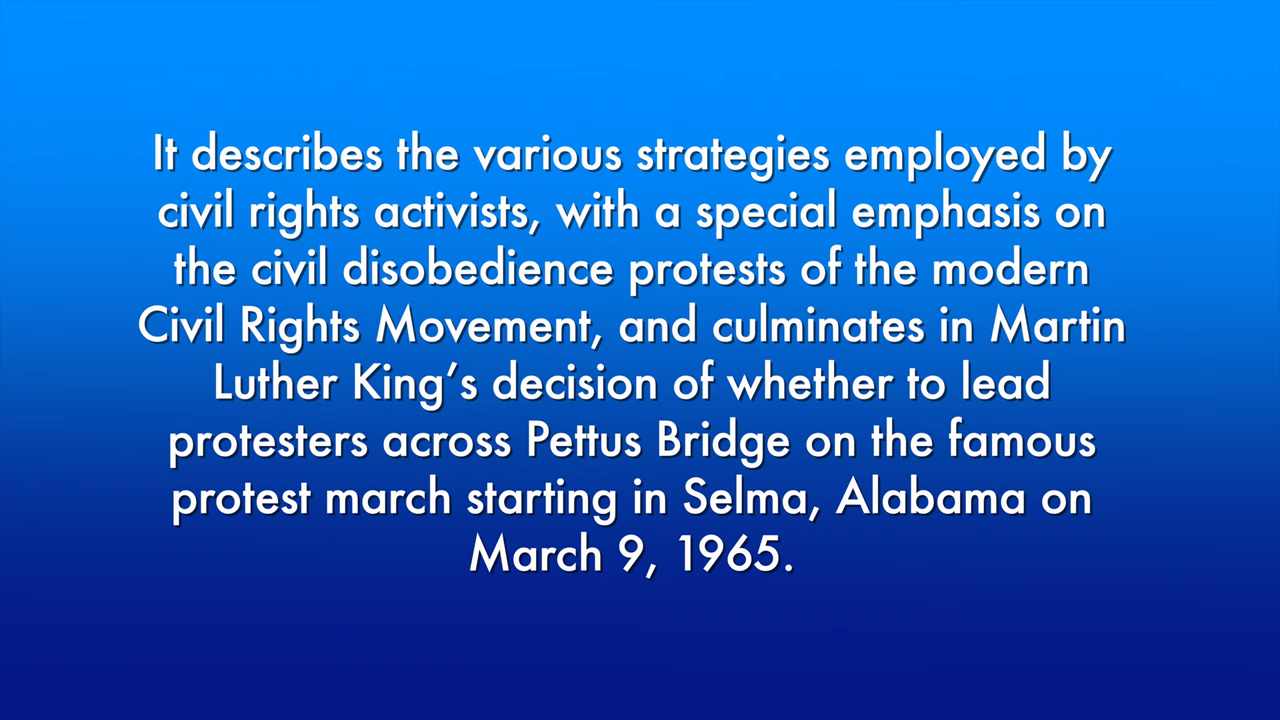 It describes the various strategies employed by
civil rights activists, with a special emphasis on
the civil disobedience protests of the modern
Civil Rights Movement, and culminates in Martin
Luther King’s decision of whether to lead
protesters across Pettus Bridge on the famous
protest march starting in Selma, Alabama on
March 9, 1965.